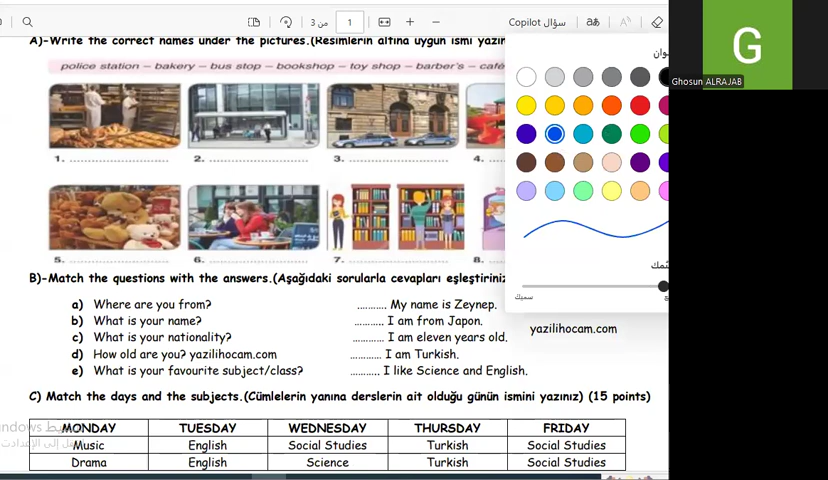 3 من
1
سؤال Copilot
A)-Write the correct names under the pictures.(Resimlerin altına uygun ismi
police station – bakery – bus stop – bookshop – toy shop – barber's – café
Ghosun ALRAJAB
1. 2. 3. 4.
5. 6. 7. 8.
سميك
B)-Match the questions with the answers.(Aşağıdaki sorularla cevapları
yazilihocam.com
a) Where are you from? ........... My name is Zeynep.
b) What is your name? ........... I am from Japon.
c) What is your nationality? ............ I am eleven years old.
d) How old are you? yazilihocam.com ............ I am Turkish.
e) What is your favourite subject/class? ............ I like Science and English.
C) Match the days and the subjects.(Cümlelerin yanına derslerin ait olduğu günün ismini yazınız) (15 points)
MONDAY TUESDAY WEDNESDAY THURSDAY FRIDAY
Music English Social Studies Turkish Social Studies
Drama English Science Turkish Social Studies